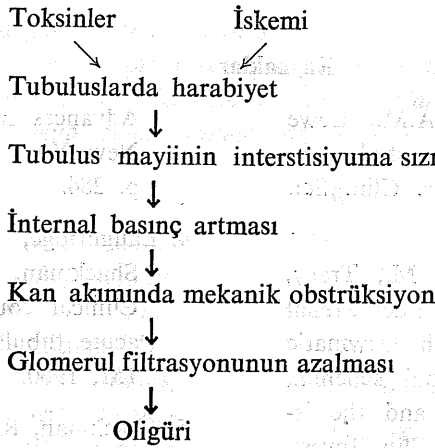 Toksinler İskemi
Tubuluslarda harabiyet
Tubulus mayiinin interstisiyuma sızı
İnternal basınç artması
Kan akımında mekanik obstrüksiyon
Glomerul filtrasyonunun azalması
Oligüri